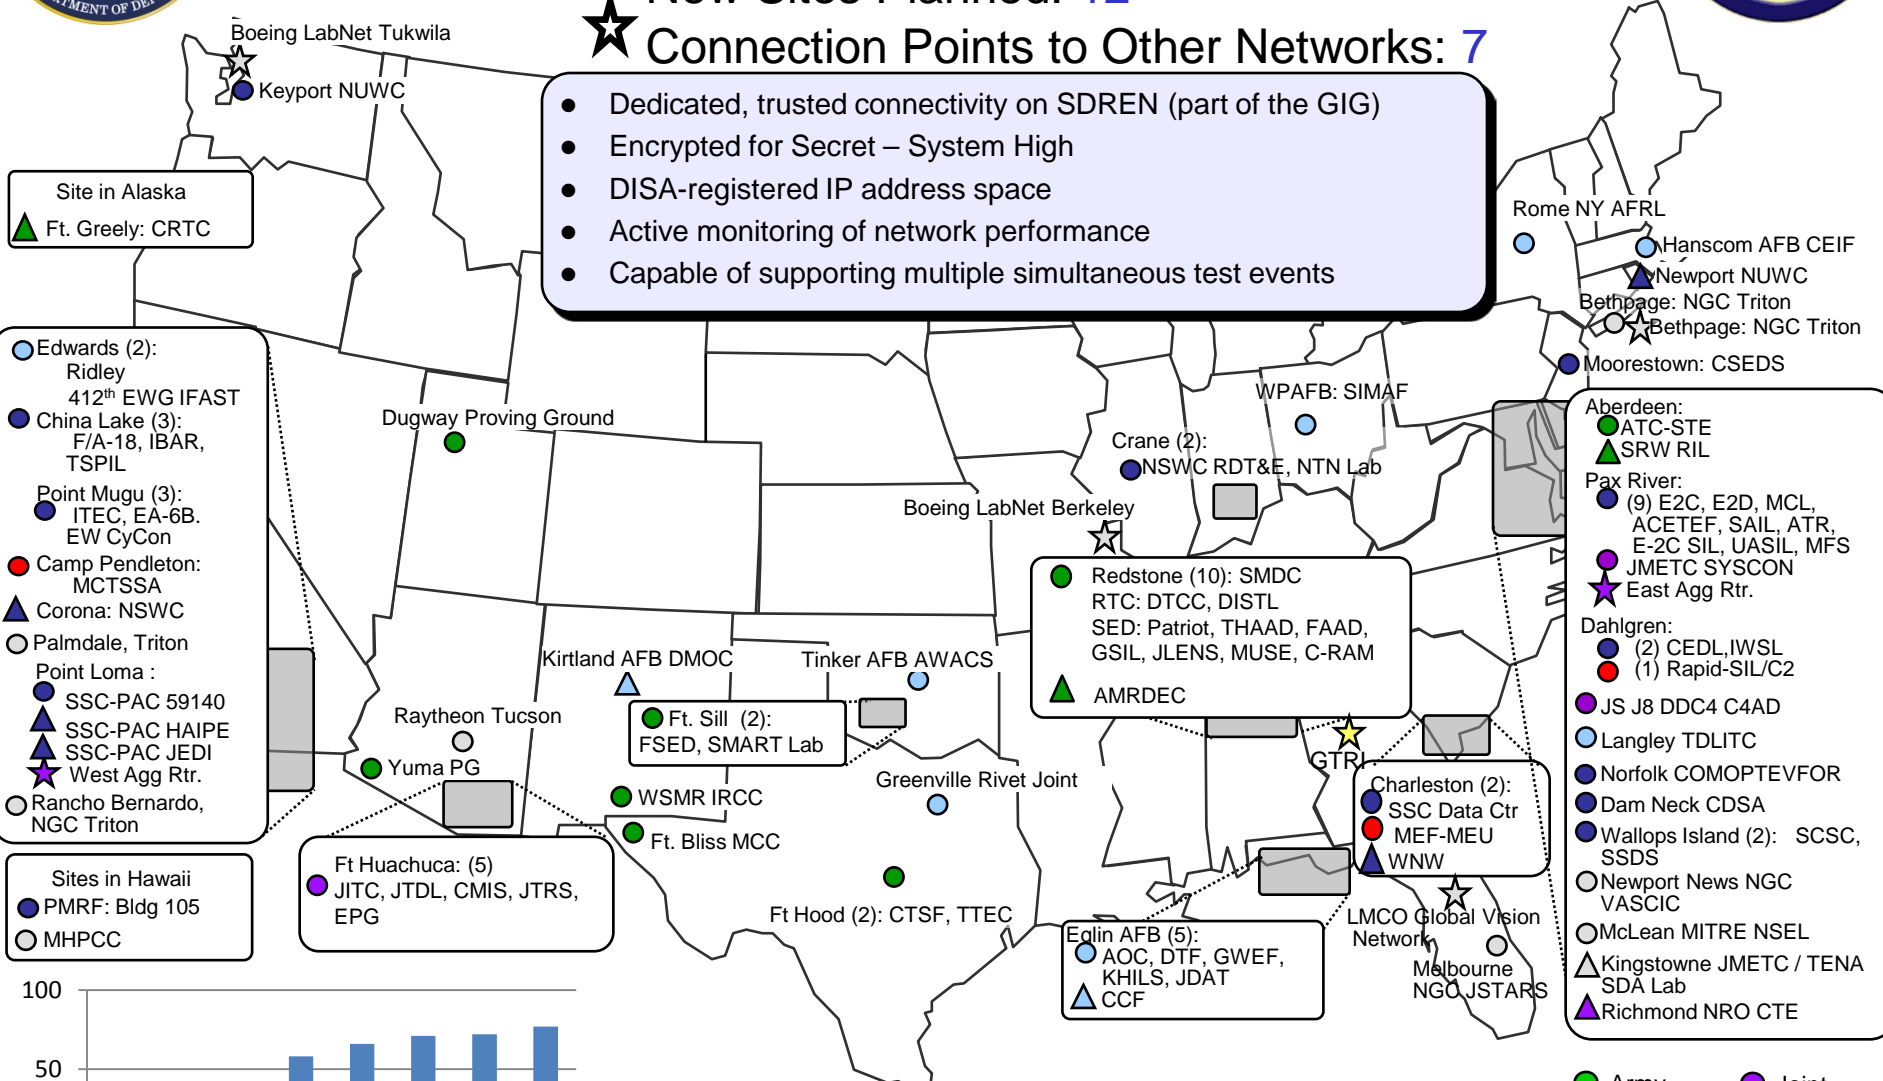 TMENT OF DEF
New Sites Planned: 12
Connection Points to Other Networks: 7
● Dedicated, trusted connectivity on SDREN (part of the GIG)
● Encrypted for Secret – System High
● DISA-registered IP address space
● Active monitoring of network performance
● Capable of supporting multiple simultaneous test events
Boeing LabNet Tukwila
Keyport NUWC
Site in Alaska
Ft. Greely: CRTC
Edwards (2):
Ridley
412th EWG IFAST
China Lake (3):
F/A-18, IBAR,
TSPIL
Point Mugu (3):
ITEC, EA-6B.
EW CyCon
Camp Pendleton:
MCTSSA
Corona: NSWC
Palmdale, Triton
Point Loma :
SSC-PAC 59140
SSC-PAC HAIPE
SSC-PAC JEDI
West Agg Rtr.
Rancho Bernardo,
NGC Triton
Sites in Hawaii
PMRF: Bldg 105
MHPCC
Dugway Proving Ground
Kirtland AFB DMOC
Tinker AFB AWACS
Raytheon Tucson
Yuma PG
Ft. Sill (2):
FSED, SMART Lab
WSMR IRCC
Ft. Bliss MCC
Greenville Rivet Joint
Ft Huachuca: (5)
JITC, JTDL, CMIS, JTRS,
EPG
Ft Hood (2): CTSF, TTEC
WPAFB: SIMAF
Crane (2):
NSWC RDT&E, NTN Lab
Boeing LabNet Berkeley
Redstone (10): SMDC
RTC: DTCC, DISTL
SED: Patriot, THAAD, FAAD,
GSIL, JLENS, MUSE, C-RAM
AMRDEC
GTRI
Charleston (2):
SSC Data Ctr
MEF-MEU
WNW
LMCO Global Vision
Network
Melbourne
NGC JSTARS
Eglin AFB (5):
AOC, DTF, GWEF,
KHILS, JDAT
CCF
Rome NY AFRL
Hanscom AFB CEIF
Newport NUWC
Bethpage: NGC Triton
Bethpage: NGC Triton
Moorestown: CSEDS
Aberdeen:
ATC-STE
SRW RIL
Pax River:
(9) E2C, E2D, MCL,
ACETEF, SAIL, ATR,
E-2C SIL, UASIL, MFS
JMETC SYSCON
East Agg Rtr.
Dahlgren:
(2) CEDL,IWSL
(1) Rapid-SIL/C2
JS J8 DDC4 C4AD
Langley TDLITC
Norfolk COMOPTEVFOR
Dam Neck CDSA
Wallops Island (2): SCSC,
SSDS
Newport News NGC
VASCIC
McLean MITRE NSEL
Kingstowne JMETC / TENA
SDA Lab
Richmond NRO CTE
100
50
Army
Joint